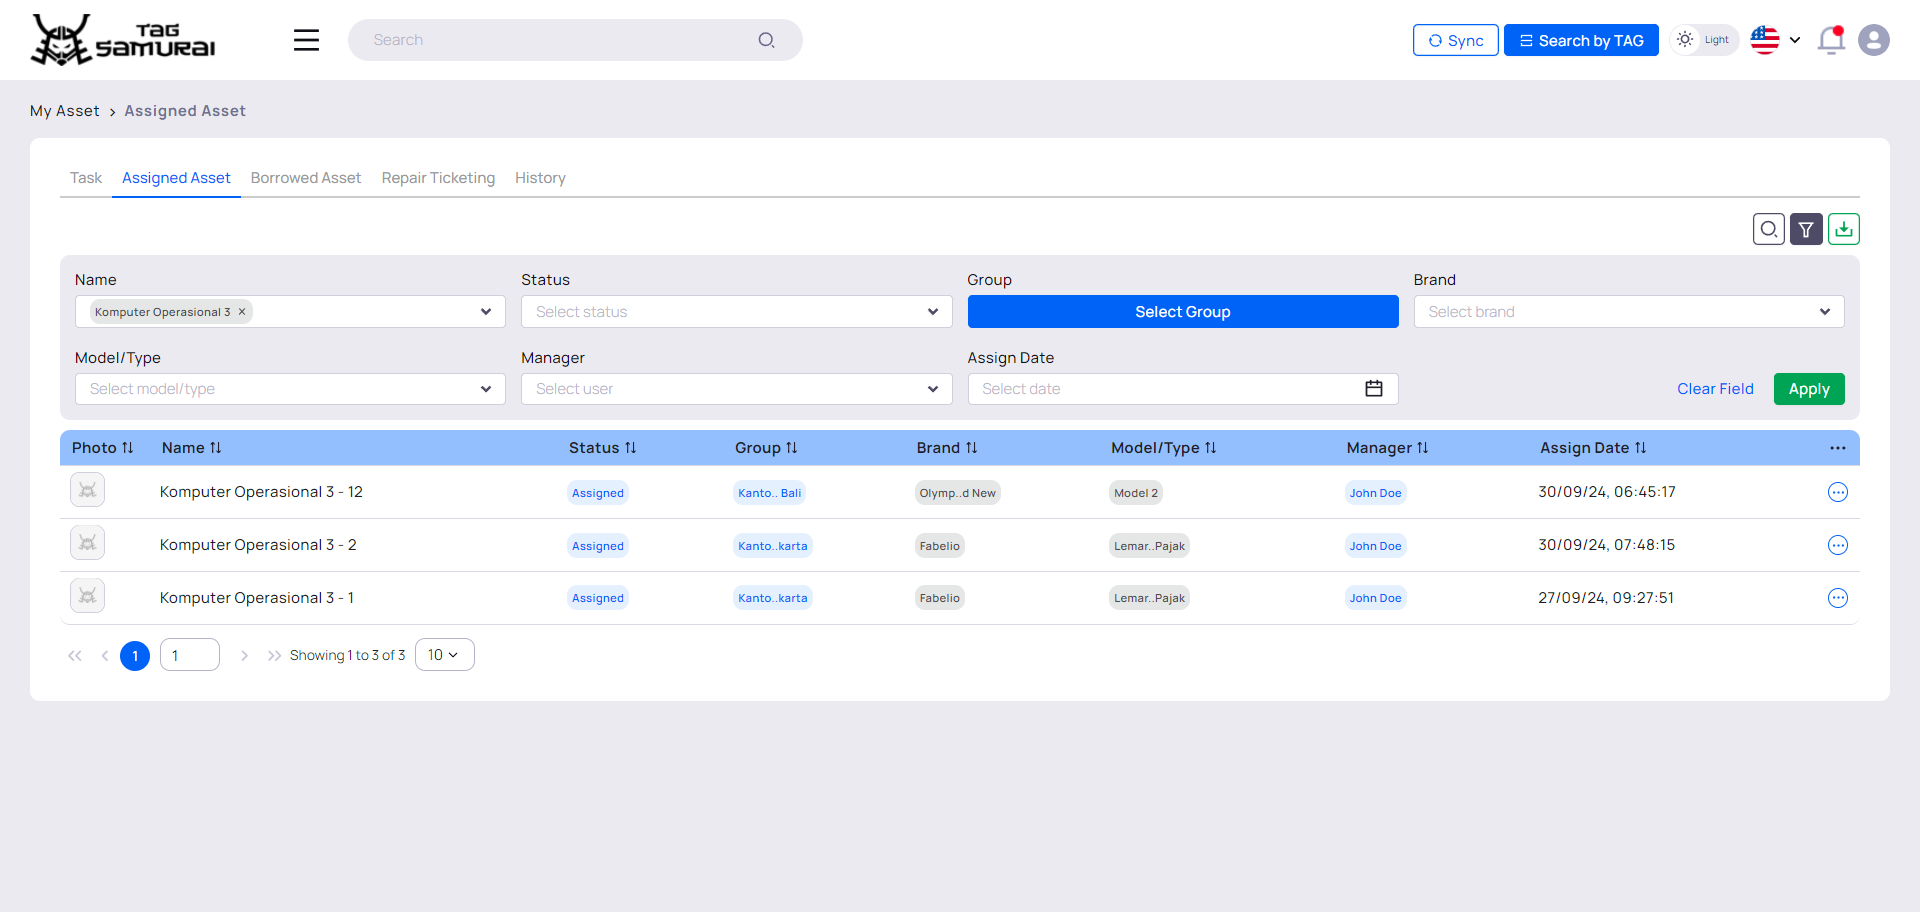 TAG
SAMURAI
Search
Sync
Search by TAG
Light
My Asset > Assigned Asset
Task Assigned Asset Borrowed Asset Repair Ticketing History
Name Status Group Brand
Komputer Operasional 3 × Select status Select Group Select brand
Model/Type Manager Assign Date
Select model/type Select user Select date Clear Field Apply
Photo Name Status Group Brand Model/Type Manager Assign Date ...
Komputer Operasional 3 - 12 Assigned Kanto.. Bali Olymp..d New Model 2 John Doe 30/09/24, 06:45:17
Komputer Operasional 3 - 2 Assigned Kanto..karta Fabelio Lemar..Pajak John Doe 30/09/24, 07:48:15
Komputer Operasional 3 - 1 Assigned Kanto..karta Fabelio Lemar..Pajak John Doe 27/09/24, 09:27:51
1 1 Showing 1 to 3 of 3 10